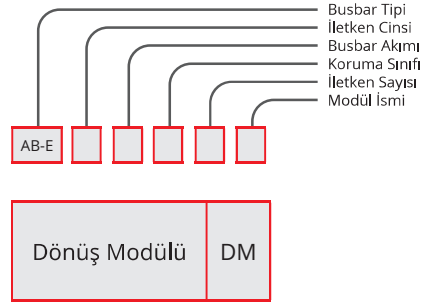 Busbar Tipi
İletken Cinsi
Busbar Akımı
Koruma Sınıfı
İletken Sayısı
Modül İsmi
AB-E
Dönüş Modülü DM